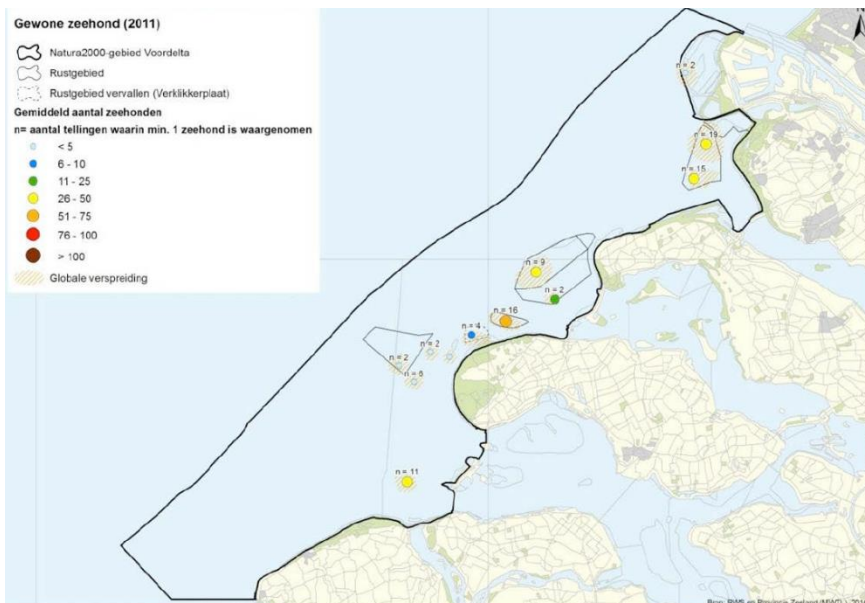 Gewone zeehond (2011)
Natura2000-gebied Voordelta
Rustgebied
Rustgebied vervallen (Verklikkerplaat)
Gemiddeld aantal zeehonden
n= aantal tellingen waarin min. 1 zeehond is waargenomen
< 5
6 - 10
11 - 25
26 - 50
51 - 75
76 - 100
> 100
Globale verspreiding
n = 2
n = 19
n = 15
n = 9
n = 2
n = 16
n = 4
n = 2
n = 2
n = 6
n = 11